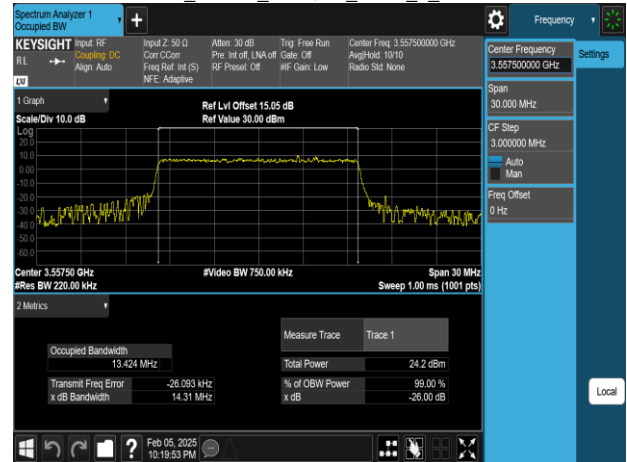 Spectrum Analyzer 1
Occupied BW
Frequency
KEYSIGHT
RL
LXI
Input: RF
Coupling: DC
Align: Auto
Input Z: 50 Ω
Corr CCorr
Freq Ref: Int (S)
NFE: Adaptive
Atten: 30 dB
Pre: Int off, LNA off
RF Presel: Off
Trig: Free Run
Gate: Off
#IF Gain: Low
Center Freq: 3.557500000 GHz
Avg|Hold: 10/10
Radio Std: None
Center Frequency
3.557500000 GHz
Settings
Span
30.000 MHz
CF Step
3.000000 MHz
Auto
Man
Freq Offset
0 Hz
Local
1 Graph
Scale/Div 10.0 dB
Ref Lvl Offset 15.05 dB
Ref Value 30.00 dBm
Log
20.0
10.0
0.00
-10.0
-20.0
-30.0
-40.0
-50.0
-60.0
Center 3.55750 GHz
#Video BW 750.00 kHz
Span 30 MHz
#Res BW 220.00 kHz
Sweep 1.00 ms (1001 pts)
2 Metrics
Measure Trace
Trace 1
Occupied Bandwidth
13.424 MHz
Total Power
24.2 dBm
Transmit Freq Error
-26.093 kHz
% of OBW Power
99.00 %
x dB Bandwidth
14.31 MHz
x dB
-26.00 dB
?
Feb 05, 2025
10:19:53 PM